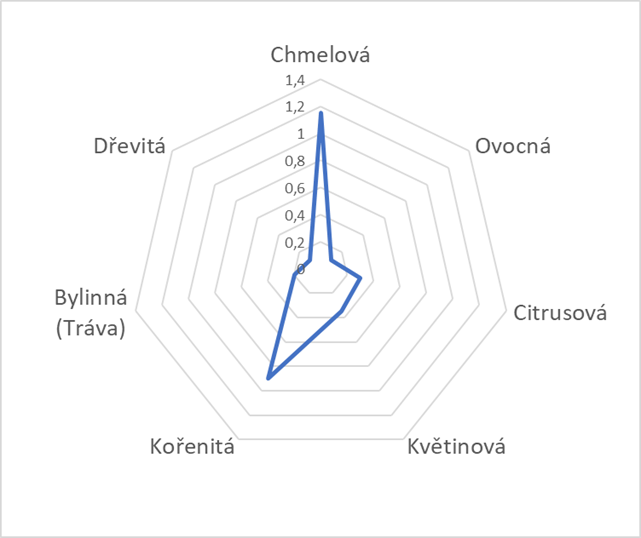 Chmelová
1,4
1,2
1
0,8
0,6
0,4
0,2
0
Ovocná
Citrusová
Květinová
Kořenitá
Bylinná
(Tráva)
Dřevitá